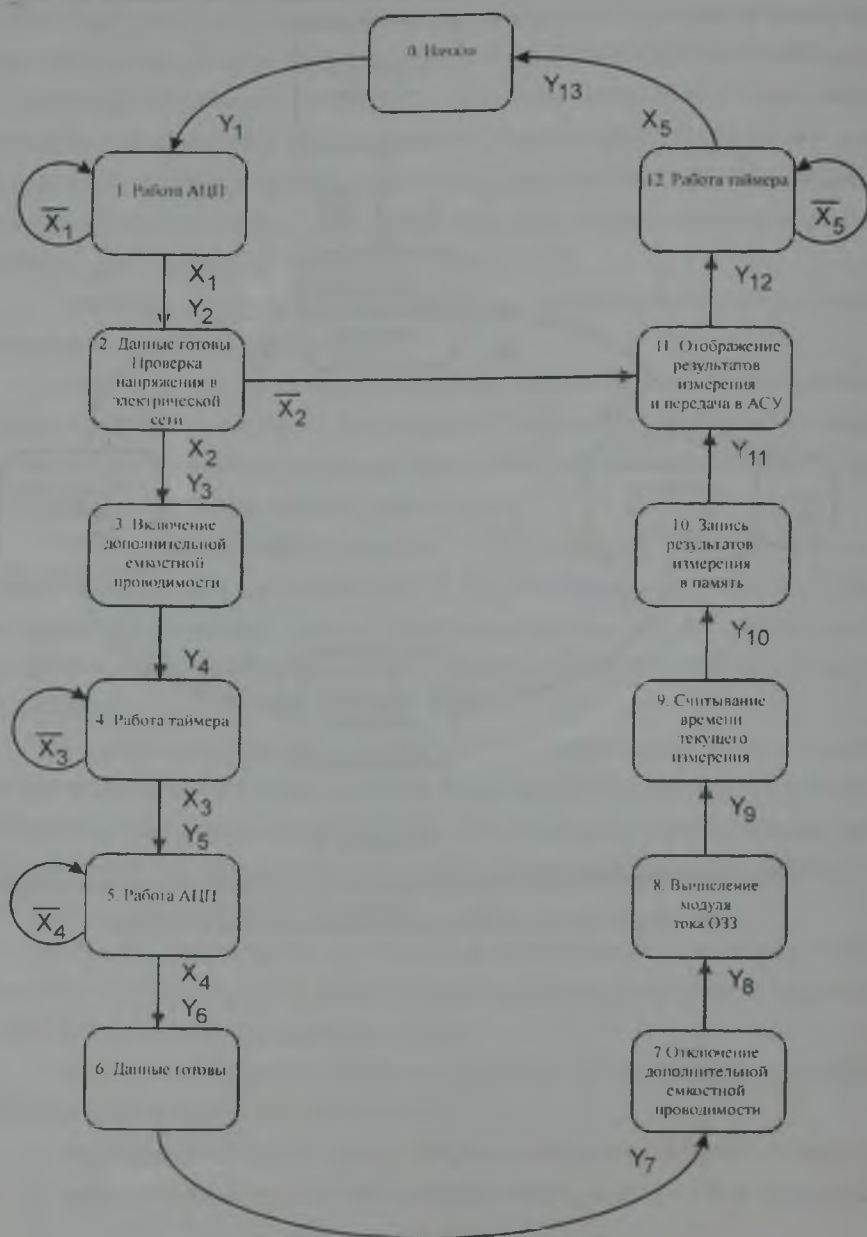 0. Начало
Y13
Y1
X5
1. Работа АЦП
12. Работа таймера
X̅1
X̅5
X1
Y2
Y12
2. Данные готовы
Проверка
напряжения в
электрической
сети
11. Отображение
результатов
измерения
и передача в АСУ
X̅2
X2
Y3
Y11
3. Включение
дополнительной
емкостной
проводимости
10. Запись
результатов
измерения
в память
Y4
Y10
4. Работа таймера
9. Считывание
времени
текущего
измерения
X̅3
X3
Y5
Y9
5. Работа АЦП
8. Вычисление
модуля
тока ОЗЗ
X̅4
X4
Y6
Y8
6. Данные готовы
7 Отключение
дополнительной
емкостной
проводимости
Y7